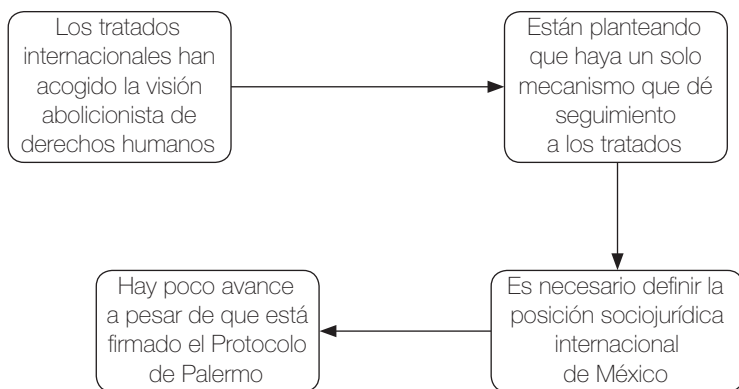 Los tratados
internacionales han
acogido la visión
abolicionista de
derechos humanos
Están planteando
que haya un solo
mecanismo que dé
seguimiento
a los tratados
Es necesario definir la
posición sociojurídica
internacional
de México
Hay poco avance
a pesar de que está
firmado el Protocolo
de Palermo